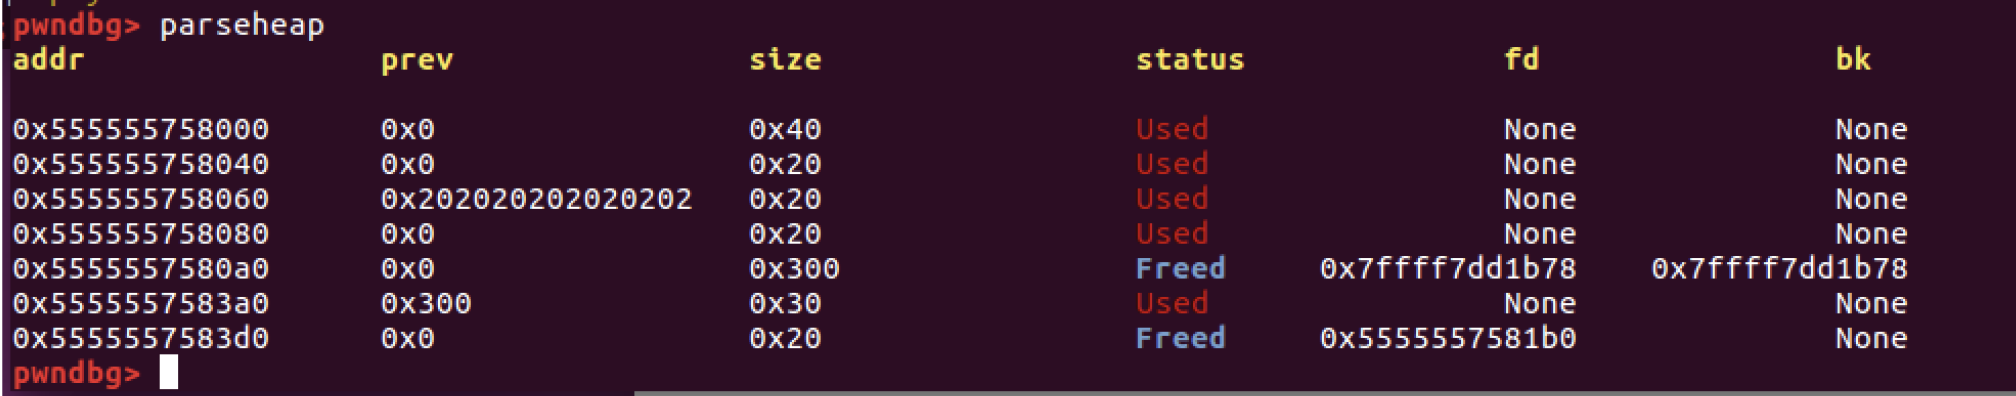 pwndbg> parseheap
addr prev size status fd bk
0x555555758000 0x0 0x40 Used None None
0x555555758040 0x0 0x20 Used None None
0x555555758060 0x202020202020202 0x20 Used None None
0x555555758080 0x0 0x20 Used None None
0x5555557580a0 0x0 0x300 Freed 0x7ffff7dd1b78 0x7ffff7dd1b78
0x5555557583a0 0x300 0x30 Used None None
0x5555557583d0 0x0 0x20 Freed 0x5555557581b0 None
pwndbg>